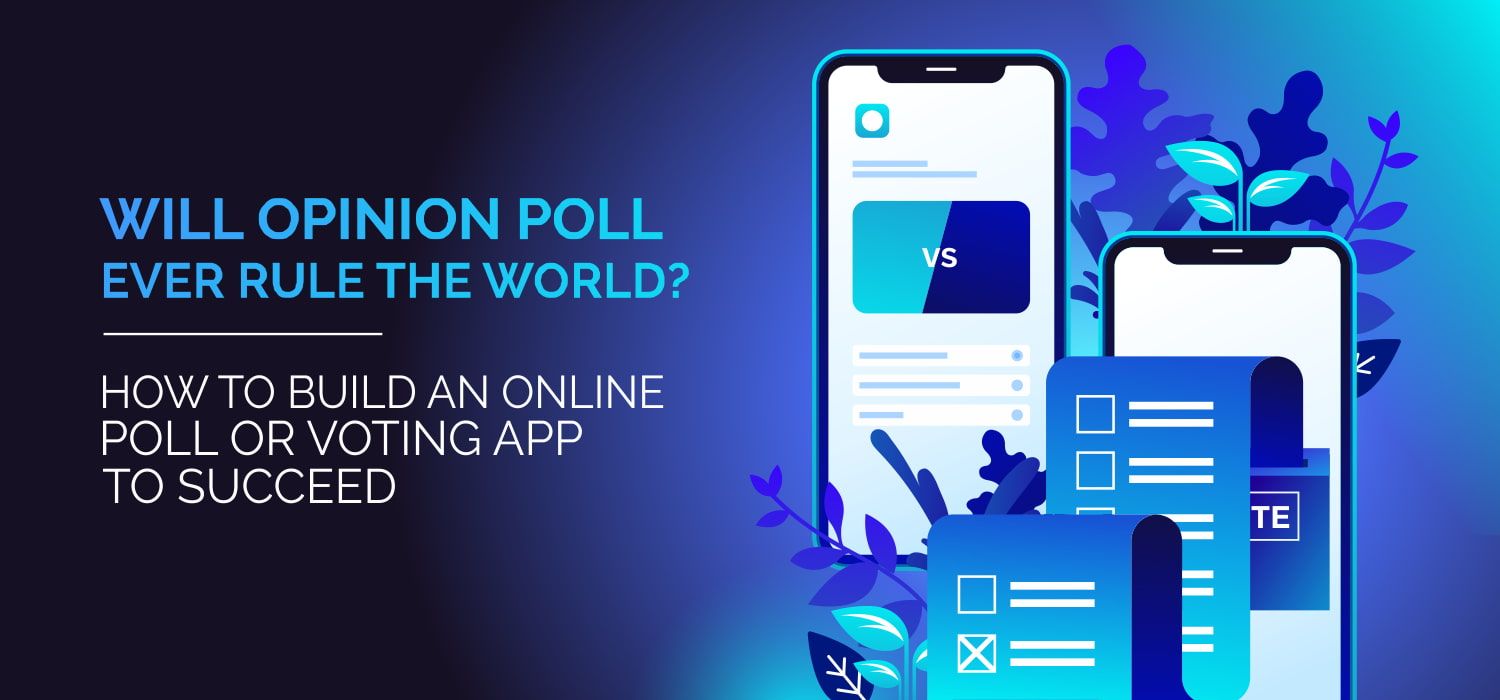 WILL OPINION POLL
EVER RULE THE WORLD?
HOW TO BUILD AN ONLINE
POLL OR VOTING APP
TO SUCCEED
VS
TE